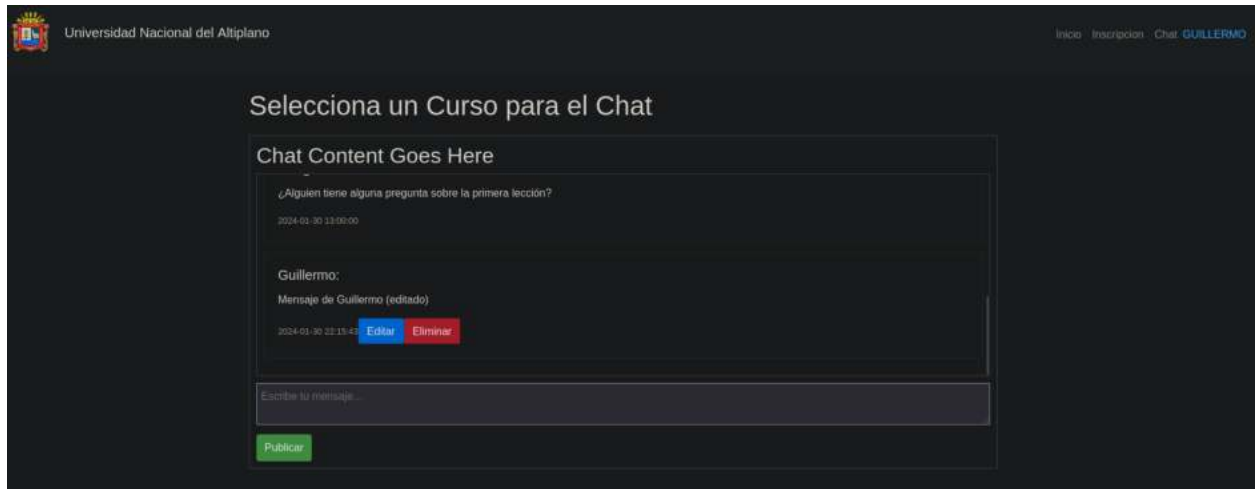 Universidad Nacional del Altiplano
Inicio Inscripcion Chat GUILLERMO
Selecciona un Curso para el Chat
Chat Content Goes Here
¿Alguien tiene alguna pregunta sobre la primera lección?
2024-01-30 13:00:00
Guillermo:
Mensaje de Guillermo (editado)
2024-01-30 22:15:43 Editar Eliminar
Escribe tu mensaje...
Publicar